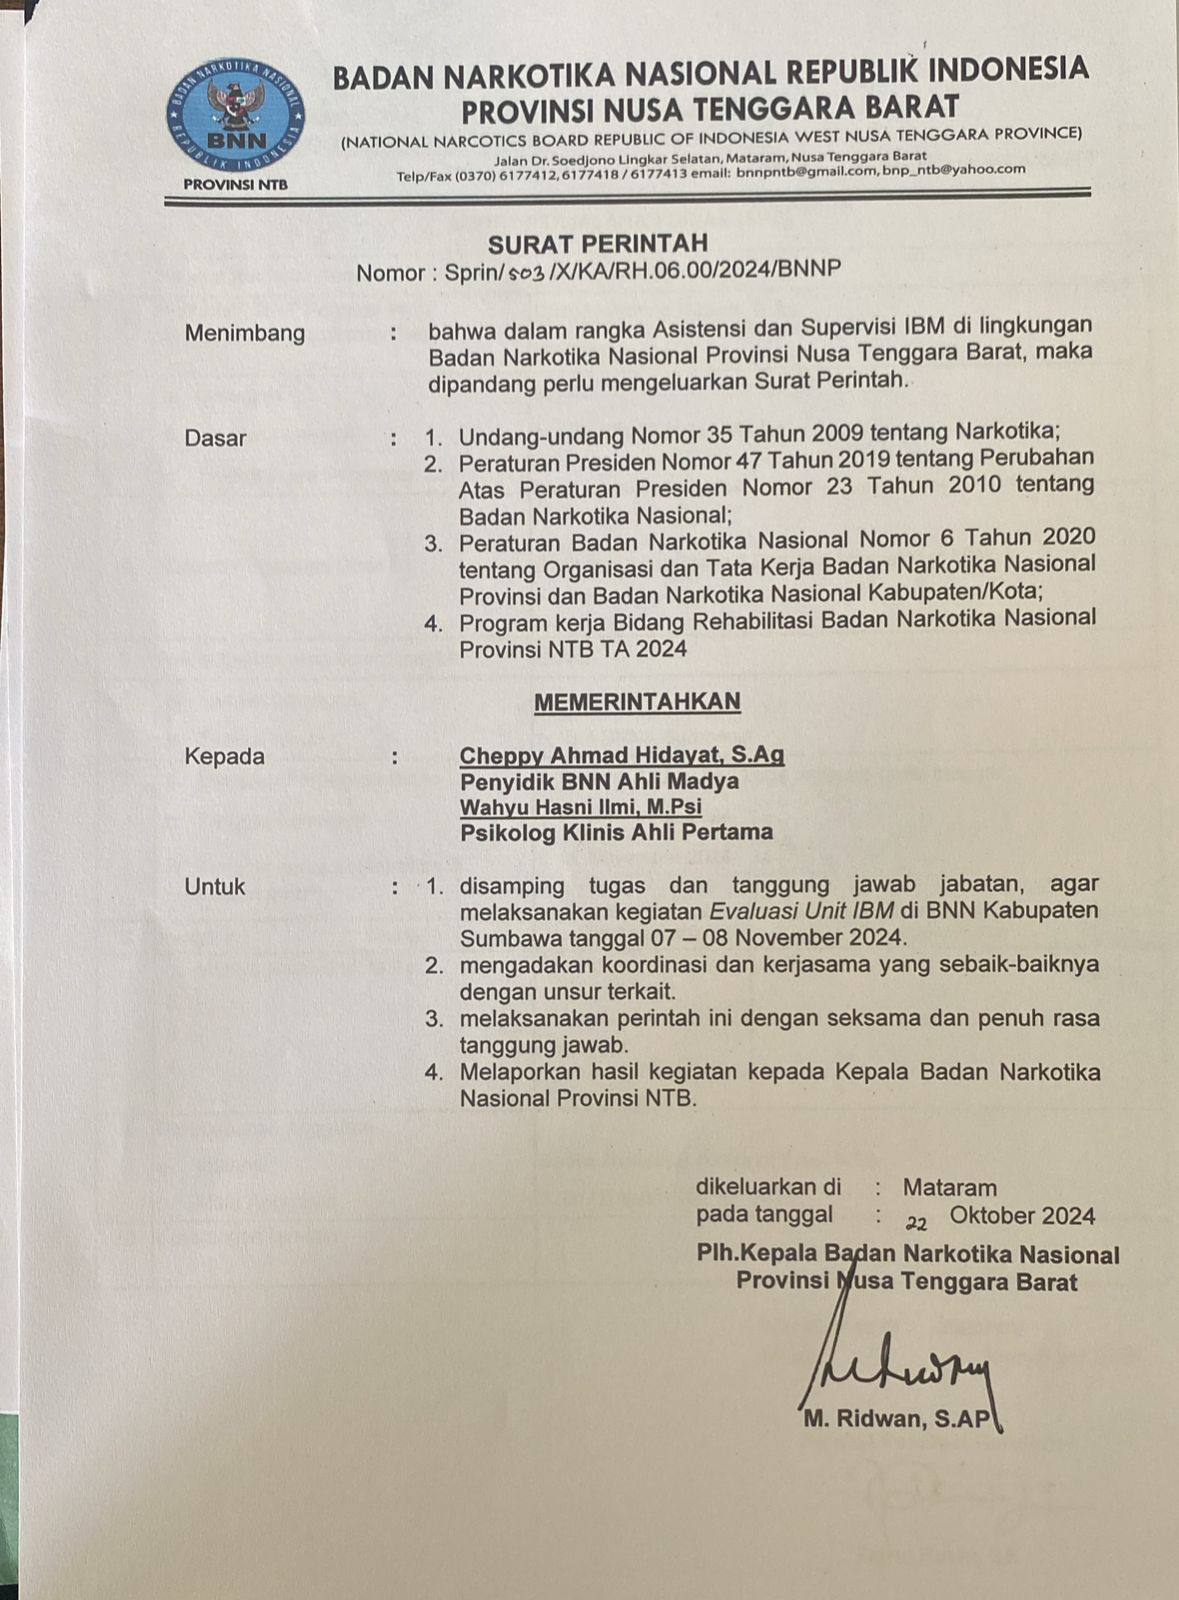 BADAN NARKOTIKA NASIONAL
REPUBLIK INDONESIA
BNN
PROVINSI NTB
BADAN NARKOTIKA NASIONAL REPUBLIK INDONESIA
PROVINSI NUSA TENGGARA BARAT
(NATIONAL NARCOTICS BOARD REPUBLIC OF INDONESIA WEST NUSA TENGGARA PROVINCE)
Jalan Dr. Soedjono Lingkar Selatan, Mataram, Nusa Tenggara Barat
Telp/Fax (0370) 6177412, 6177418 / 6177413 email: bnnpntb@gmail.com, bnp_ntb@yahoo.com
SURAT PERINTAH
Nomor : Sprin/503/X/KA/RH.06.00/2024/BNNP
Menimbang : bahwa dalam rangka Asistensi dan Supervisi IBM di lingkungan
Badan Narkotika Nasional Provinsi Nusa Tenggara Barat, maka
dipandang perlu mengeluarkan Surat Perintah.
Dasar : 1. Undang-undang Nomor 35 Tahun 2009 tentang Narkotika;
2. Peraturan Presiden Nomor 47 Tahun 2019 tentang Perubahan
Atas Peraturan Presiden Nomor 23 Tahun 2010 tentang
Badan Narkotika Nasional;
3. Peraturan Badan Narkotika Nasional Nomor 6 Tahun 2020
tentang Organisasi dan Tata Kerja Badan Narkotika Nasional
Provinsi dan Badan Narkotika Nasional Kabupaten/Kota;
4. Program kerja Bidang Rehabilitasi Badan Narkotika Nasional
Provinsi NTB TA 2024
MEMERINTAHKAN
Kepada : Cheppy Ahmad Hidayat, S.Ag
Penyidik BNN Ahli Madya
Wahyu Hasni Ilmi, M.Psi
Psikolog Klinis Ahli Pertama
Untuk : 1. disamping tugas dan tanggung jawab jabatan, agar
melaksanakan kegiatan Evaluasi Unit IBM di BNN Kabupaten
Sumbawa tanggal 07 – 08 November 2024.
2. mengadakan koordinasi dan kerjasama yang sebaik-baiknya
dengan unsur terkait.
3. melaksanakan perintah ini dengan seksama dan penuh rasa
tanggung jawab.
4. Melaporkan hasil kegiatan kepada Kepala Badan Narkotika
Nasional Provinsi NTB.
dikeluarkan di : Mataram
pada tanggal : 22 Oktober 2024
Plh.Kepala Badan Narkotika Nasional
Provinsi Nusa Tenggara Barat
M. Ridwan, S.AP